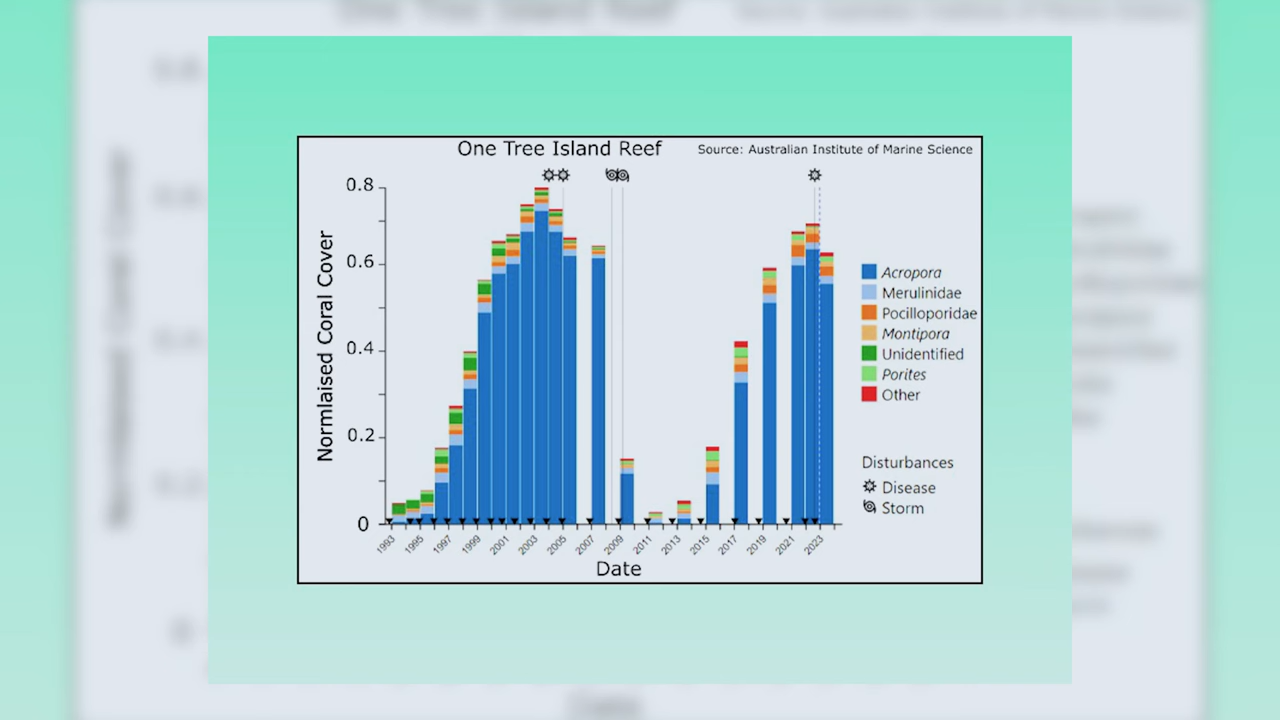 One Tree Island Reef
Source: Australian Institute of Marine Science
Normlaised Coral Cover
0.8
0.6
0.4
0.2
0
1993
1995
1997
1999
2001
2003
2005
2007
2009
2011
2013
2015
2017
2019
2021
2023
Date
Acropora
Merulinidae
Pocilloporidae
Montipora
Unidentified
Porites
Other
Disturbances
Disease
Storm